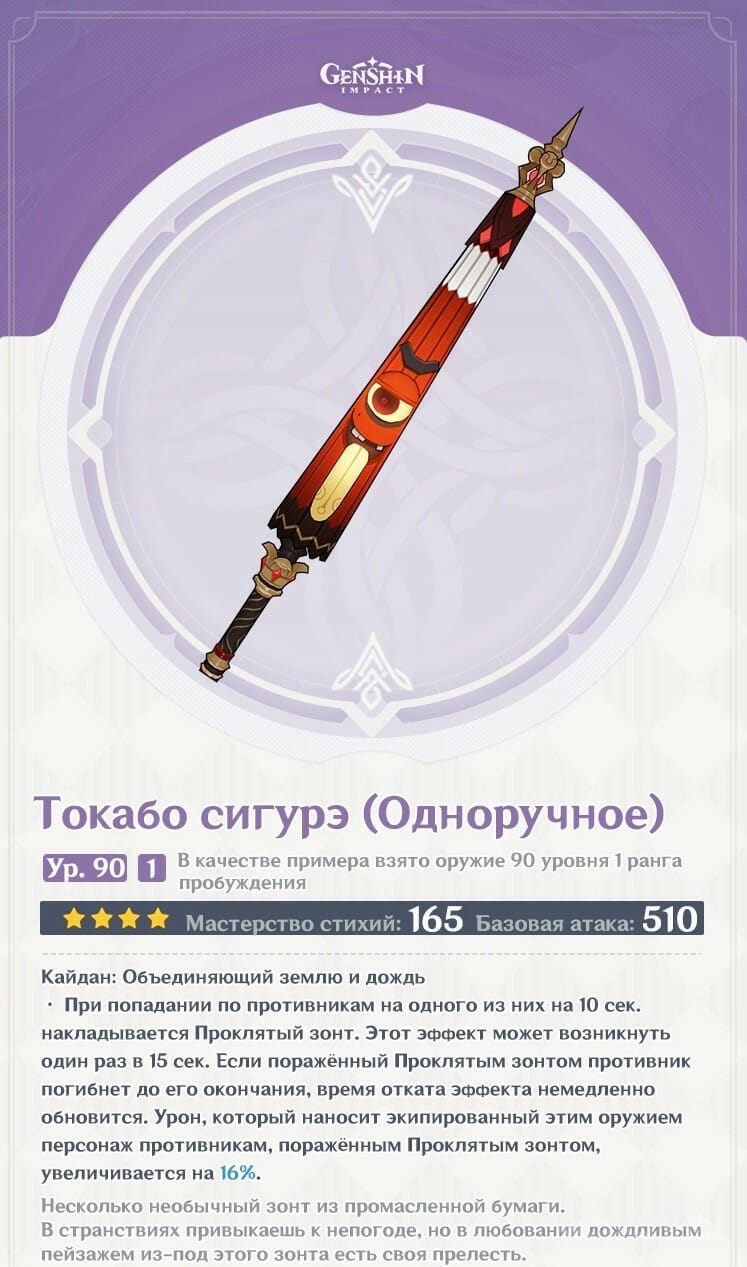 GENSHIN
IMPACT
Токабо сигурэ (Одноручное)
Ур. 90 1 В качестве примера взято оружие 90 уровня 1 ранга
пробуждения
Мастерство стихий: 165 Базовая атака: 510
Кайдан: Объединяющий землю и дождь
· При попадании по противникам на одного из них на 10 сек.
накладывается Проклятый зонт. Этот эффект может возникнуть
один раз в 15 сек. Если поражённый Проклятым зонтом противник
погибнет до его окончания, время отката эффекта немедленно
обновится. Урон, который наносит экипированный этим оружием
персонаж противникам, поражённым Проклятым зонтом,
увеличивается на 16%.
Несколько необычный зонт из промасленной бумаги.
В странствиях привыкаешь к непогоде, но в любовании дождливым
пейзажем из-под этого зонта есть своя прелесть.